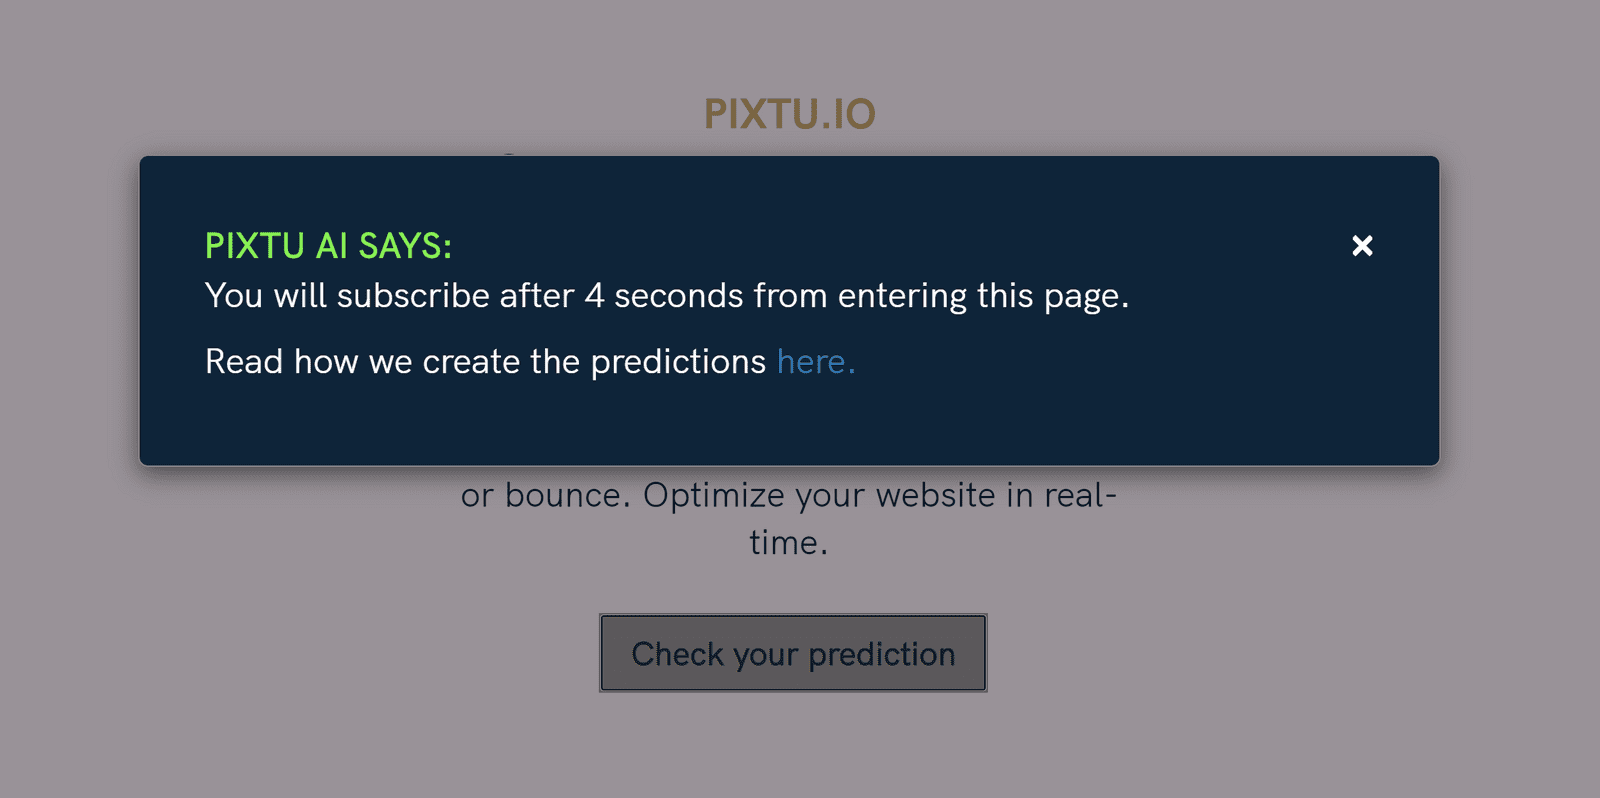 PIXTU.IO
PIXTU AI SAYS:
You will subscribe after 4 seconds from entering this page.
Read how we create the predictions here.
or bounce. Optimize your website in real-
time.
Check your prediction